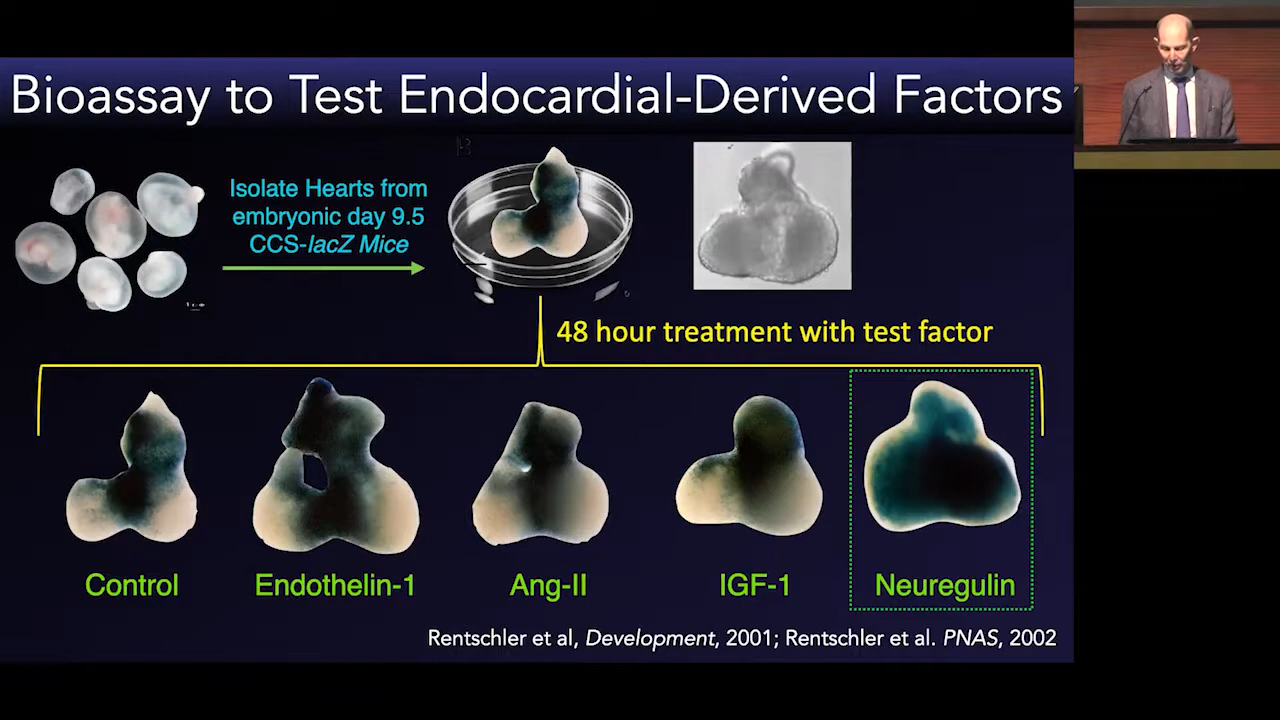 Bioassay to Test Endocardial-Derived Factors
Isolate Hearts from
embryonic day 9.5
CCS-lacZ Mice
48 hour treatment with test factor
Control
Endothelin-1
Ang-II
IGF-1
Neuregulin
Rentschler et al, Development, 2001; Rentschler et al. PNAS, 2002